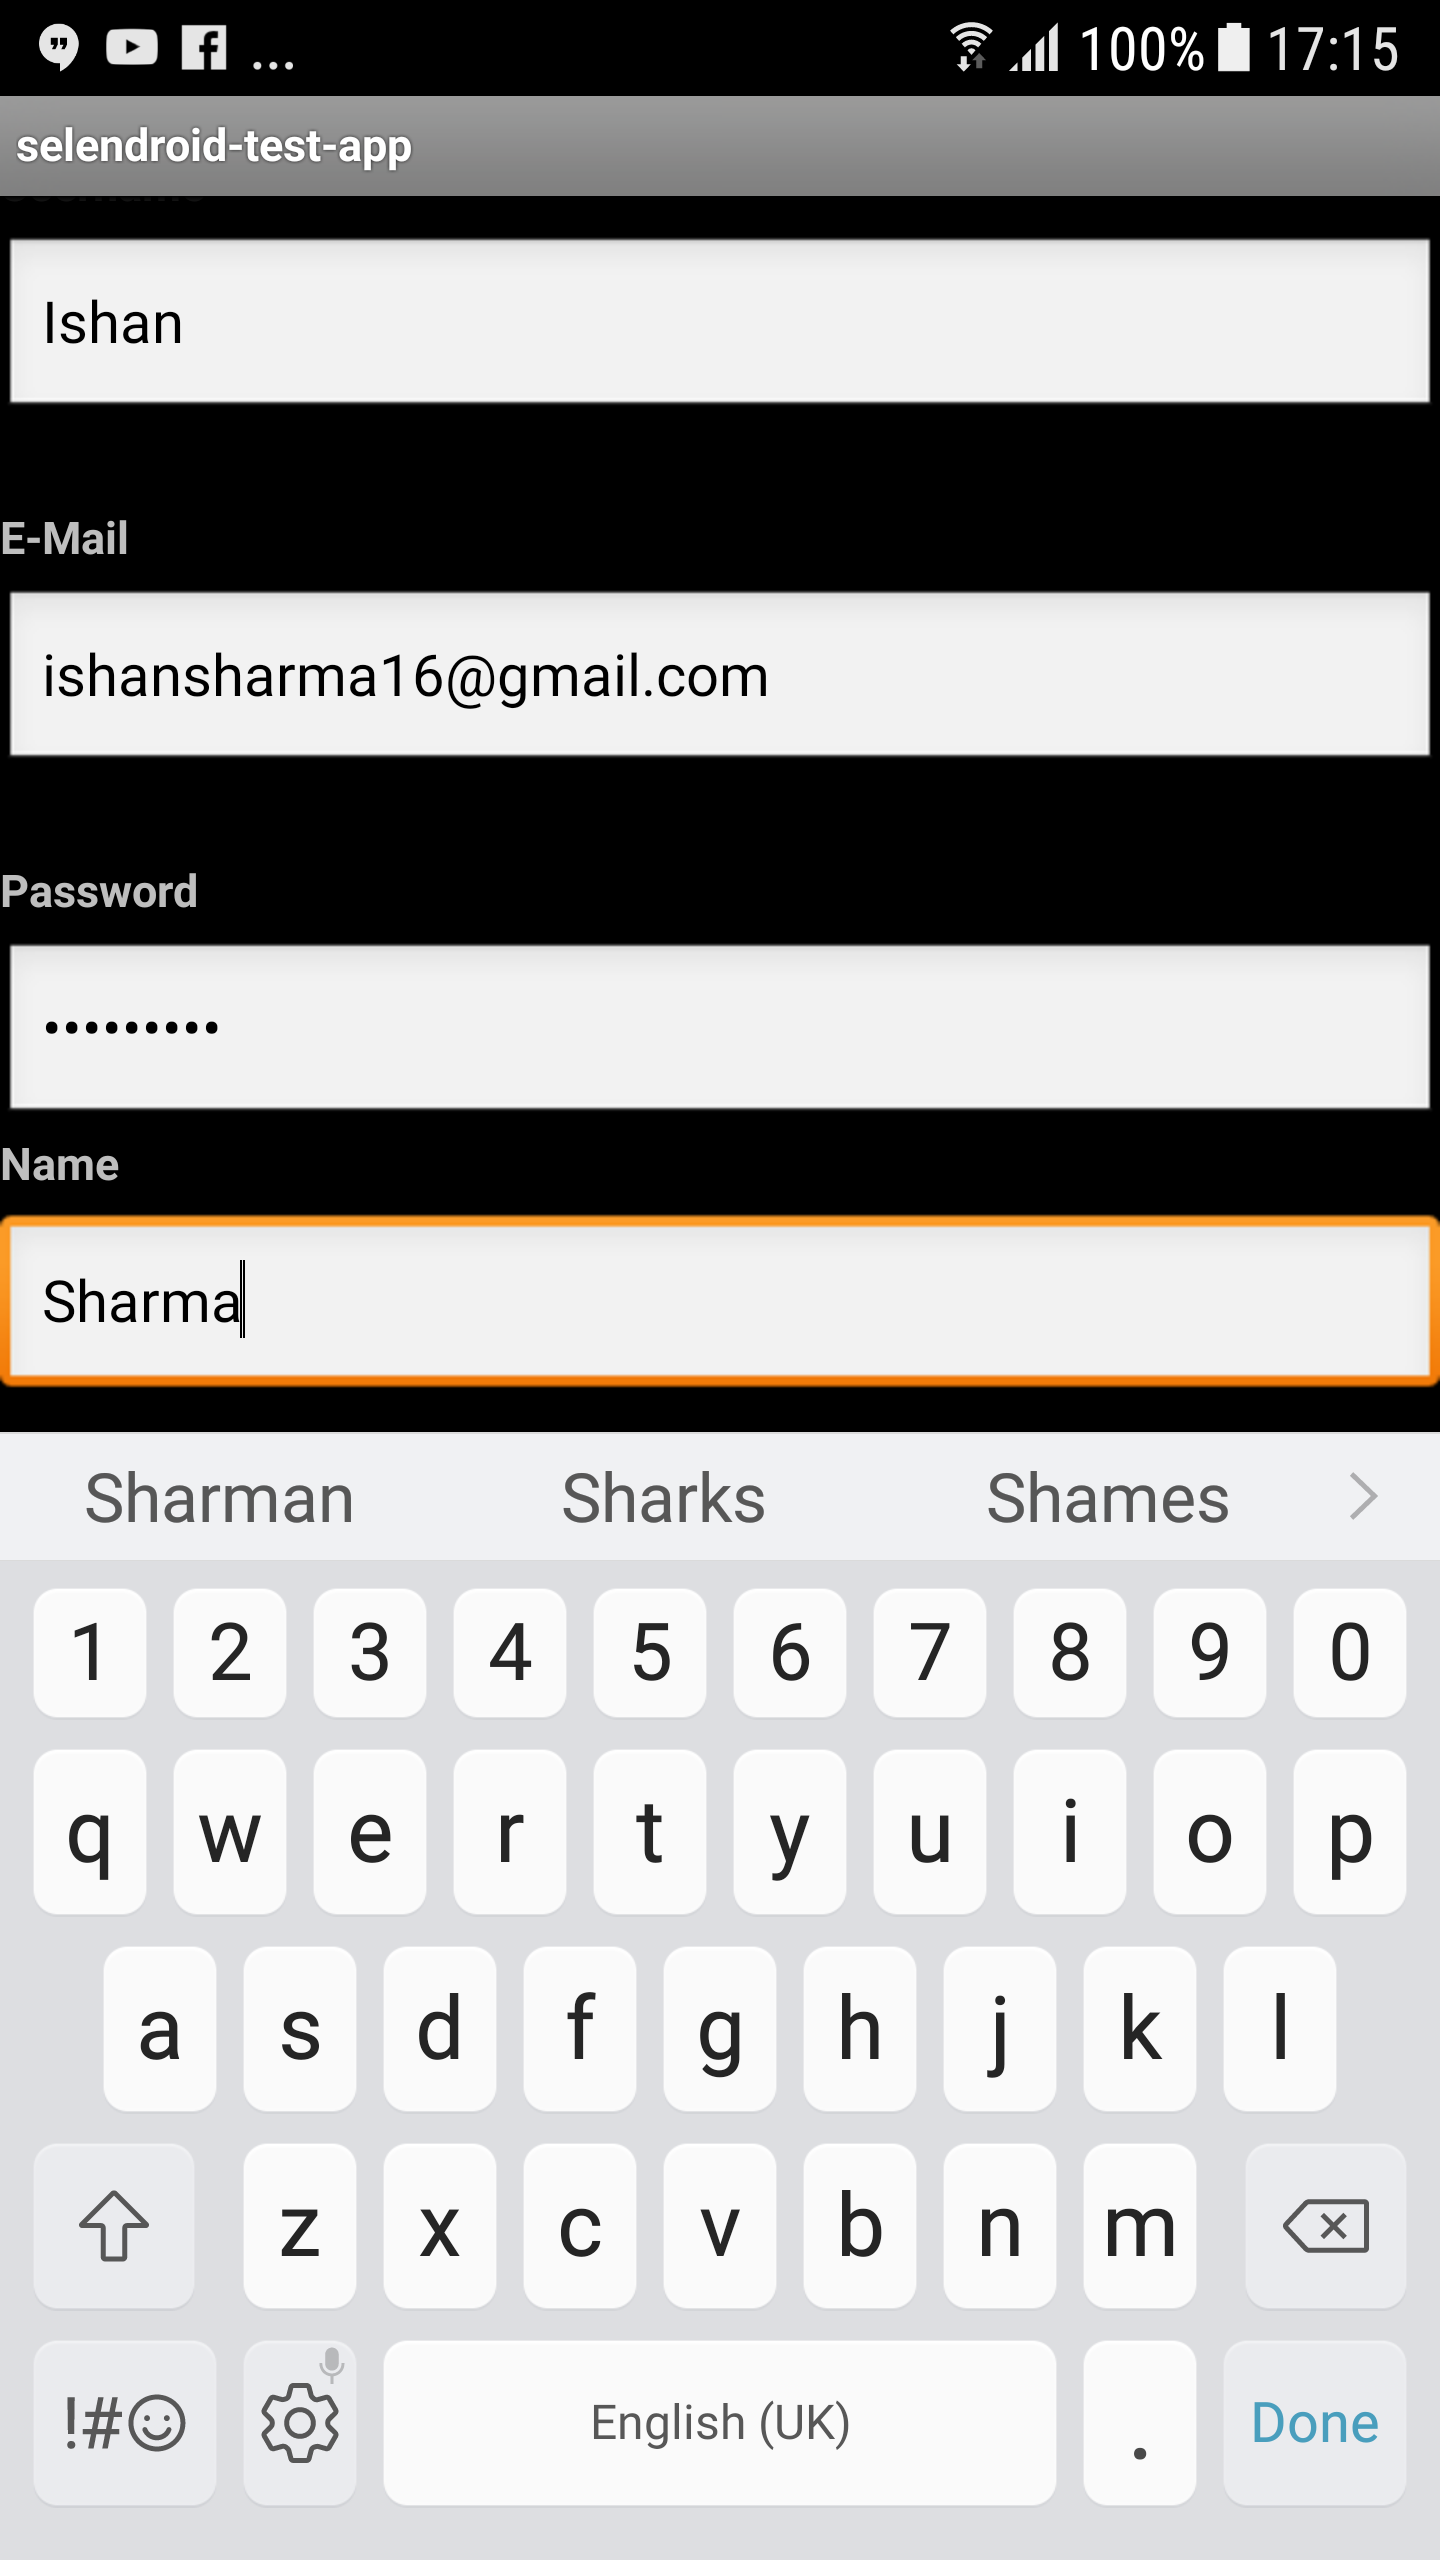 ... 100% 17:15
selendroid-test-app
Ishan
E-Mail
ishansharma16@gmail.com
Password
•••••••••
Name
Sharma
Sharman Sharks Shames
1 2 3 4 5 6 7 8 9 0
q w e r t y u i o p
a s d f g h j k l
z x c v b n m
!#☺ English (UK) . Done